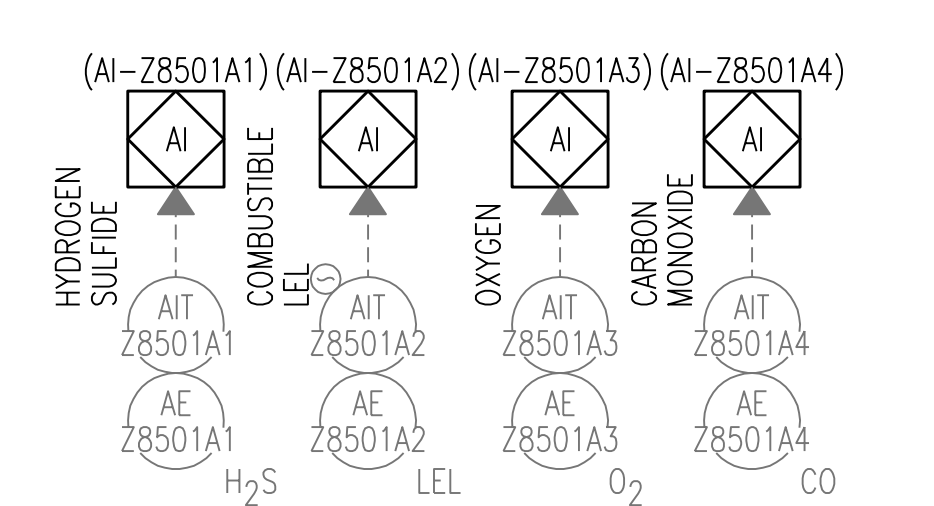 (AI-Z8501A1) (AI-Z8501A2) (AI-Z8501A3) (AI-Z8501A4)
AI AI AI AI
HYDROGEN
SULFIDE
COMBUSTIBLE
LEL
OXYGEN
CARBON
MONOXIDE
AIT
Z8501A1
AIT
Z8501A2
AIT
Z8501A3
AIT
Z8501A4
AE
Z8501A1
AE
Z8501A2
AE
Z8501A3
AE
Z8501A4
H2S LEL O2 CO